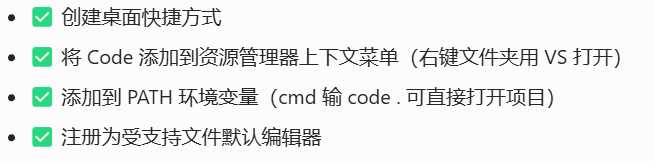 创建桌面快捷方式
将 Code 添加到资源管理器上下文菜单（右键文件夹用 VS 打开）
添加到 PATH 环境变量（cmd 输 code . 可直接打开项目）
注册为受支持文件默认编辑器